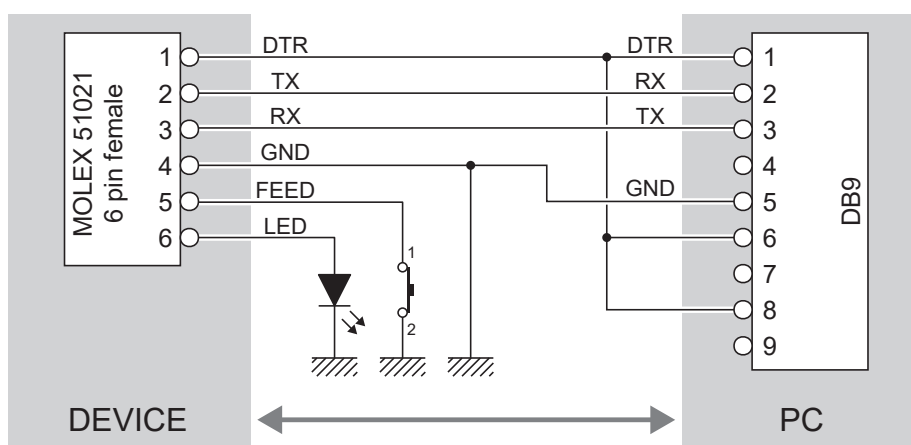 MOLEX 51021
6 pin female
1
2
3
4
5
6
DTR
TX
RX
GND
FEED
LED
1
2
DTR
RX
TX
GND
1
2
3
4
5
6
7
8
9
DB9
DEVICE
PC